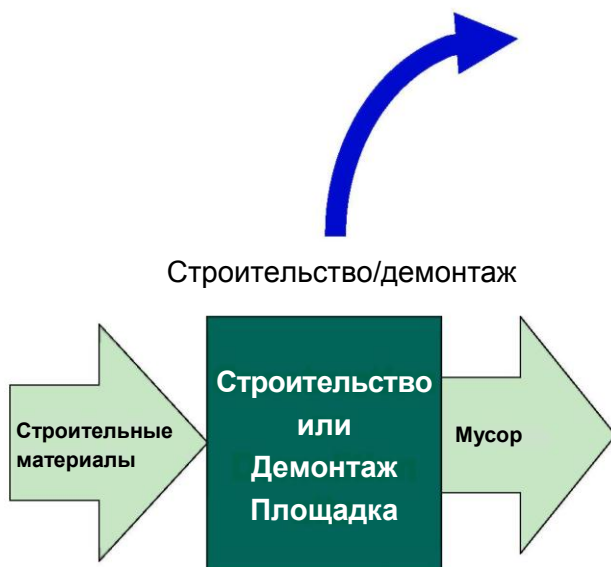 Строительство/демонтаж
Строительные
материалы
Строительство
или
Демонтаж
Площадка
Мусор